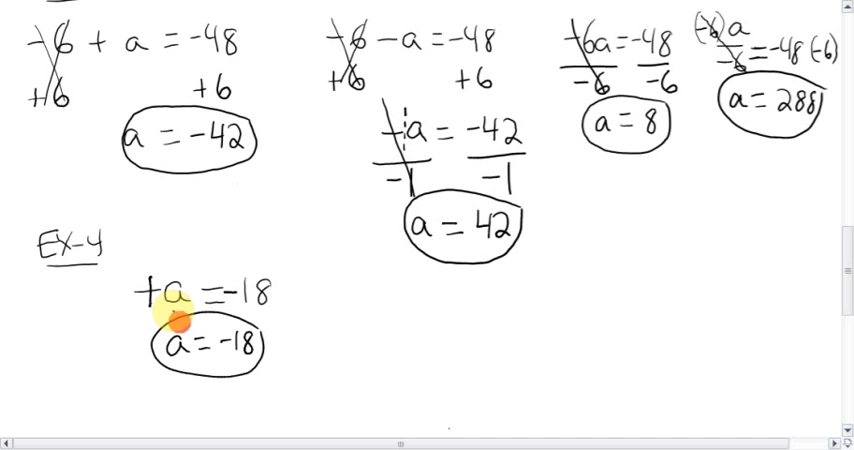 -6 + a = -48
+6 +6
a = -42
-6 - a = -48
+6 +6
-1a = -42
-1 -1
a = 42
-6a = -48
-6 -6
a = 8
(-6) a = -48 (-6)
-6
a = 288
EX-4
+a = -18
a = -18